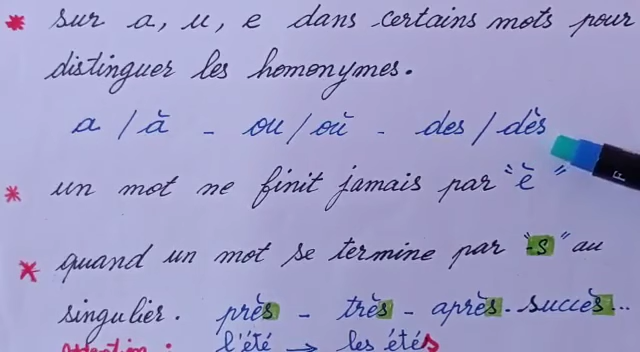 * sur a, u, e dans certains mots pour
distinguer les homonymes.
a / à - ou / où - des / dès
* un mot ne finit jamais par "è"
* quand un mot se termine par "-s" au
singulier. près - très - après - succès...
Attention : l'été → les étés